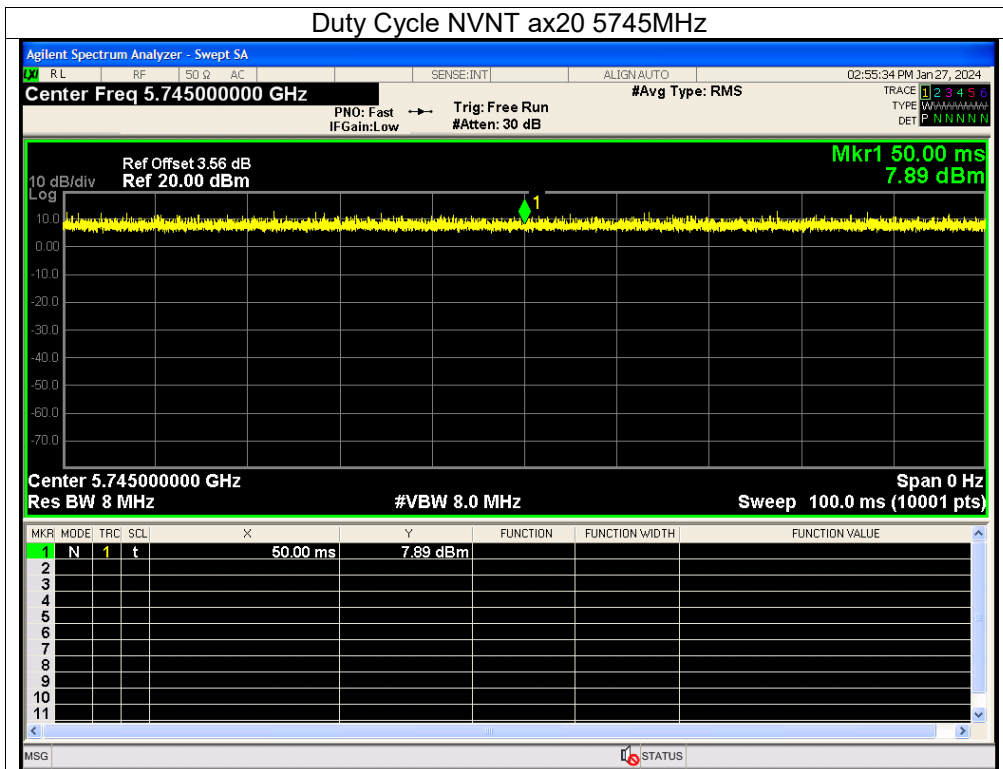 Duty Cycle NVNT ax20 5745MHz
Agilent Spectrum Analyzer - Swept SA
LXI RL RF 50 Ω AC SENSE:INT ALIGN AUTO 02:55:34 PM Jan 27, 2024
Center Freq 5.745000000 GHz #Avg Type: RMS TRACE 1 2 3 4 5 6
PNO: Fast Trig: Free Run TYPE WWWWWW
IFGain:Low #Atten: 30 dB DET P N N N N N
Mkr1 50.00 ms
Ref Offset 3.56 dB
10 dB/div Ref 20.00 dBm 7.89 dBm
Log
1
10.0
0.00
-10.0
-20.0
-30.0
-40.0
-50.0
-60.0
-70.0
Center 5.745000000 GHz Span 0 Hz
Res BW 8 MHz #VBW 8.0 MHz Sweep 100.0 ms (10001 pts)
MKR MODE TRC SCL X Y FUNCTION FUNCTION WIDTH FUNCTION VALUE
1 N 1 t 50.00 ms 7.89 dBm
2
3
4
5
6
7
8
9
10
11
MSG STATUS